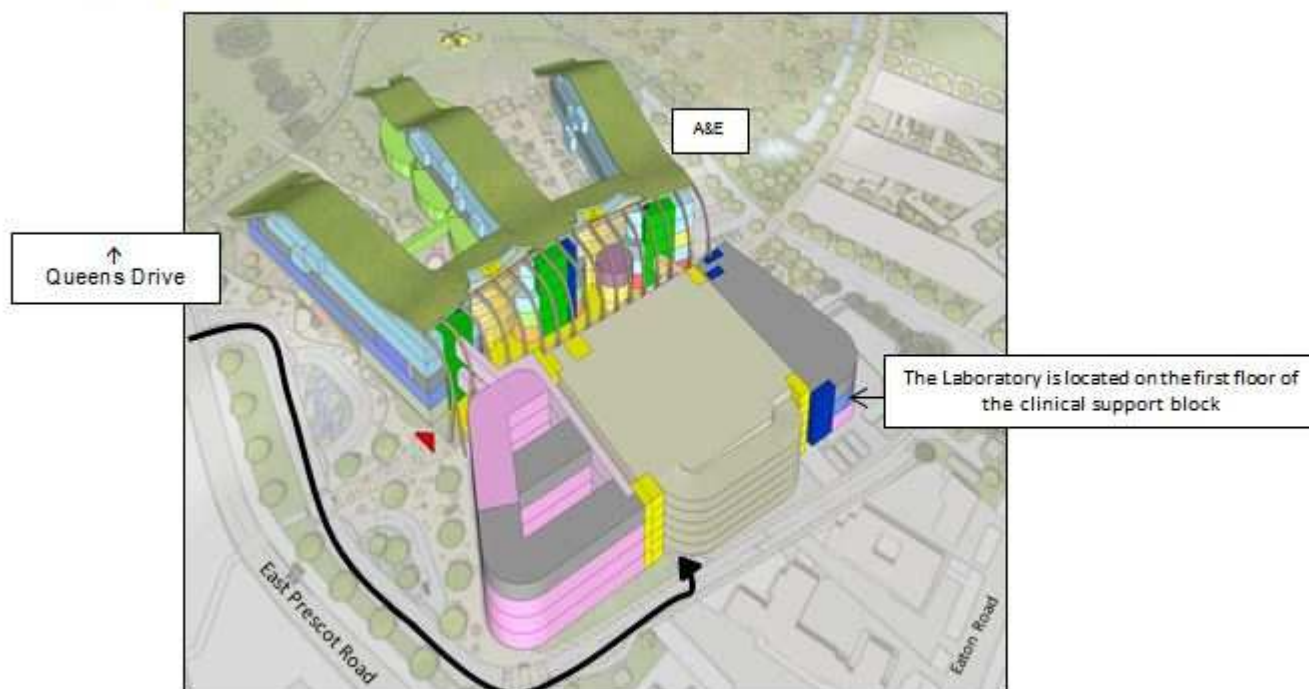 A&E
↑
Queens Drive
The Laboratory is located on the first floor of
the clinical support block
East Prescot Road
Eaton Road